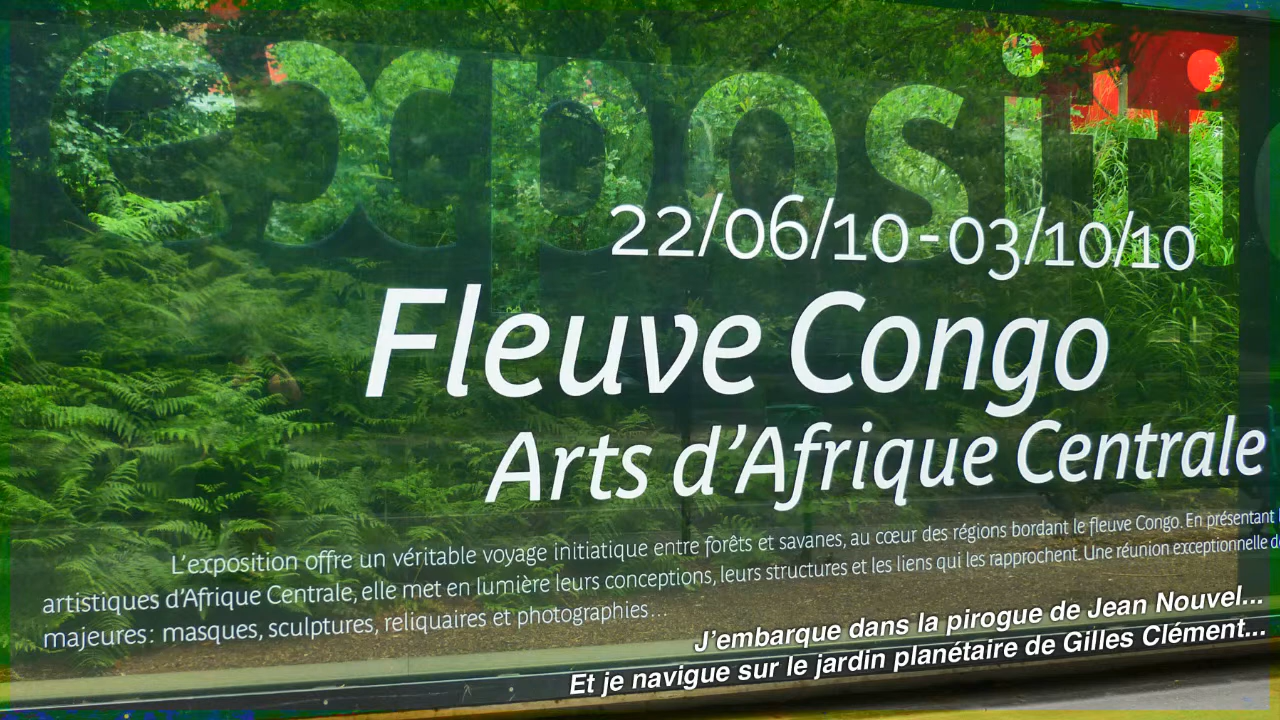 expositi
22/06/10-03/10/10
Fleuve Congo
Arts d'Afrique Centrale
L'exposition offre un véritable voyage initiatique entre forêts et savanes, au cœur des régions bordant le fleuve Congo. En présentant
artistiques d'Afrique Centrale, elle met en lumière leurs conceptions, leurs structures et les liens qui les rapprochent. Une réunion exceptionnelle
majeures: masques, sculptures, reliquaires et photographies...
J'embarque dans la pirogue de Jean Nouvel...
Et je navigue sur le jardin planétaire de Gilles Clément...